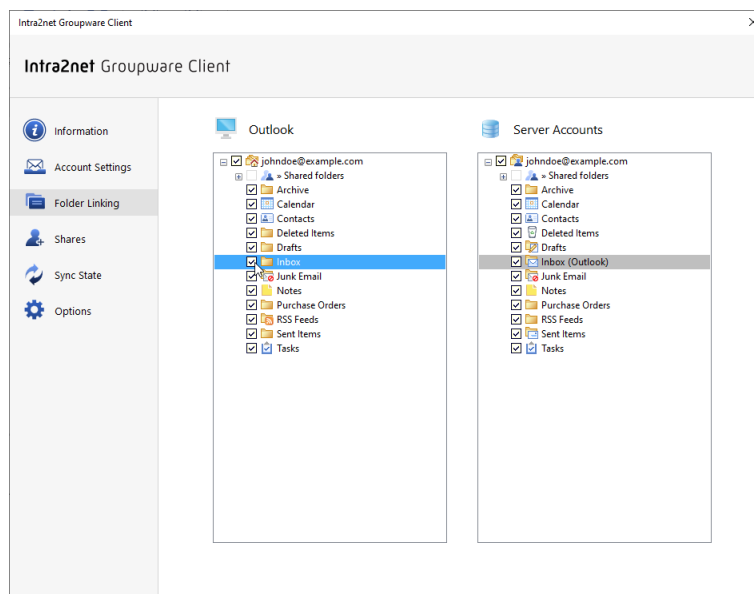 Intra2net Groupware Client
Intra2net Groupware Client
Information
Account Settings
Folder Linking
Shares
Sync State
Options
Outlook
johndoe@example.com
» Shared folders
Archive
Calendar
Contacts
Deleted Items
Drafts
Inbox
Junk Email
Notes
Purchase Orders
RSS Feeds
Sent Items
Tasks
Server Accounts
johndoe@example.com
» Shared folders
Archive
Calendar
Contacts
Deleted Items
Drafts
Inbox (Outlook)
Junk Email
Notes
Purchase Orders
RSS Feeds
Sent Items
Tasks